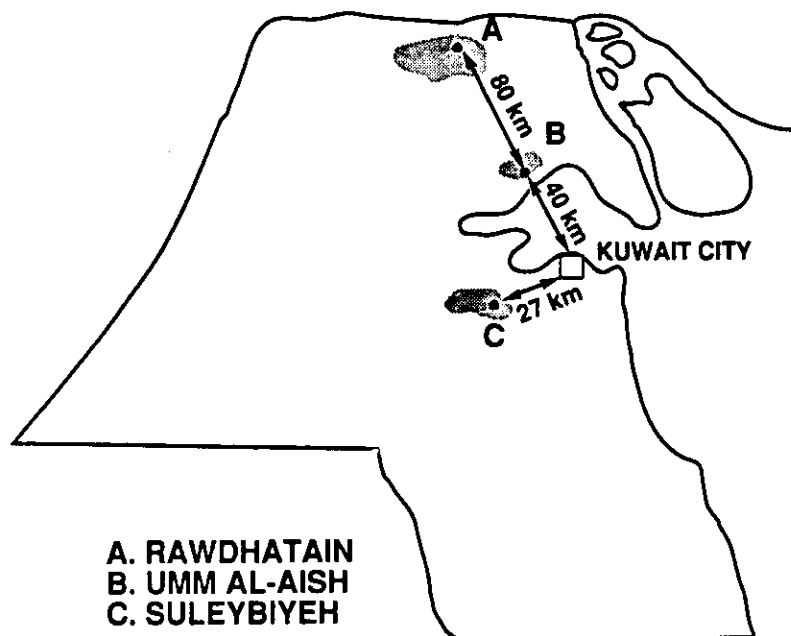 A
80 km
B
40 km
KUWAIT CITY
27 km
C
A. RAWDHATAIN
B. UMM AL-AISH
C. SULEYBIYEH